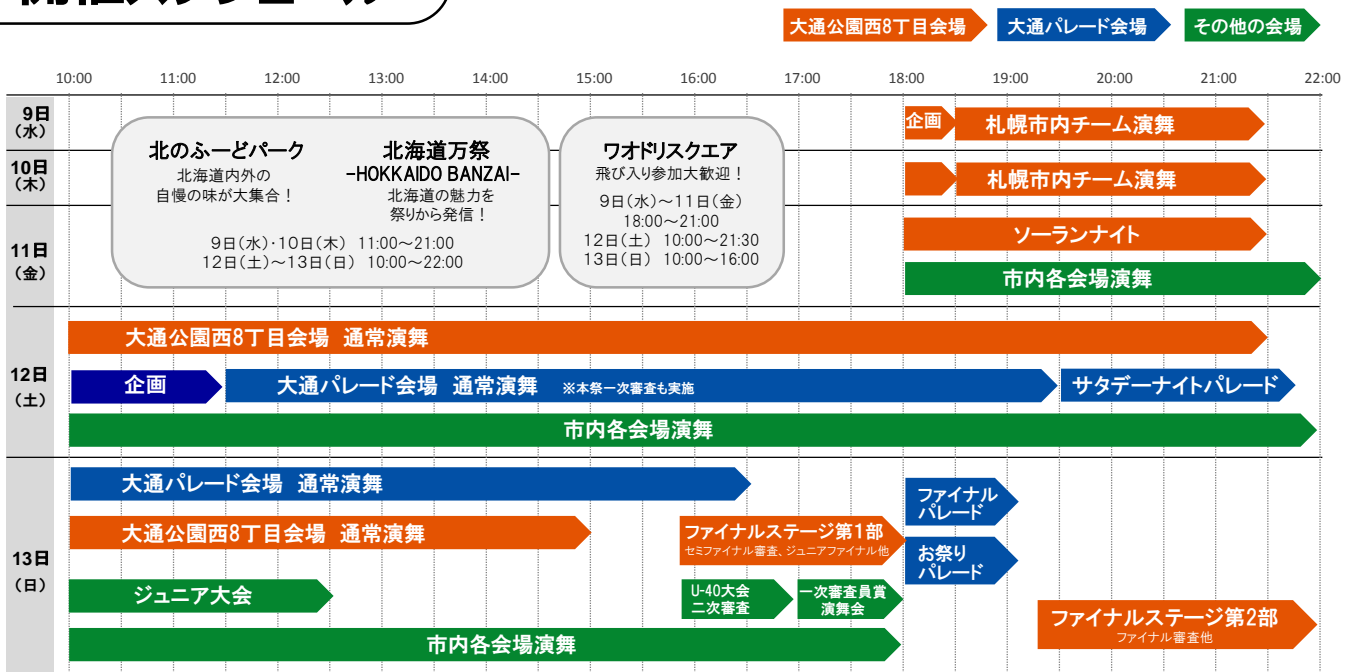 開催スケジュール
大通公園西8丁目会場 大通パレード会場 その他の会場
10:00 11:00 12:00 13:00 14:00 15:00 16:00 17:00 18:00 19:00 20:00 21:00 22:00
9日
(水)
企画 札幌市内チーム演舞
10日
(木)
札幌市内チーム演舞
北のふーどパーク
北海道内外の
自慢の味が大集合！
北海道万祭
-HOKKAIDO BANZAI-
北海道の魅力を
祭りから発信！
9日(水)・10日(木) 11:00～21:00
12日(土)～13日(日) 10:00～22:00
ワオドリスクエア
飛び入り参加大歓迎！
9日(水)～11日(金)
18:00～21:00
12日(土) 10:00～21:30
13日(日) 10:00～16:00
11日
(金)
ソーランナイト
市内各会場演舞
12日
(土)
大通公園西8丁目会場 通常演舞
企画 大通パレード会場 通常演舞 ※本祭一次審査も実施 サタデーナイトパレード
市内各会場演舞
13日
(日)
大通パレード会場 通常演舞
ファイナル
パレード
大通公園西8丁目会場 通常演舞
ファイナルステージ第1部
セミファイナル審査、ジュニアファイナル他
お祭り
パレード
ジュニア大会
U-40大会
二次審査
一次審査員賞
演舞会
ファイナルステージ第2部
ファイナル審査他
市内各会場演舞